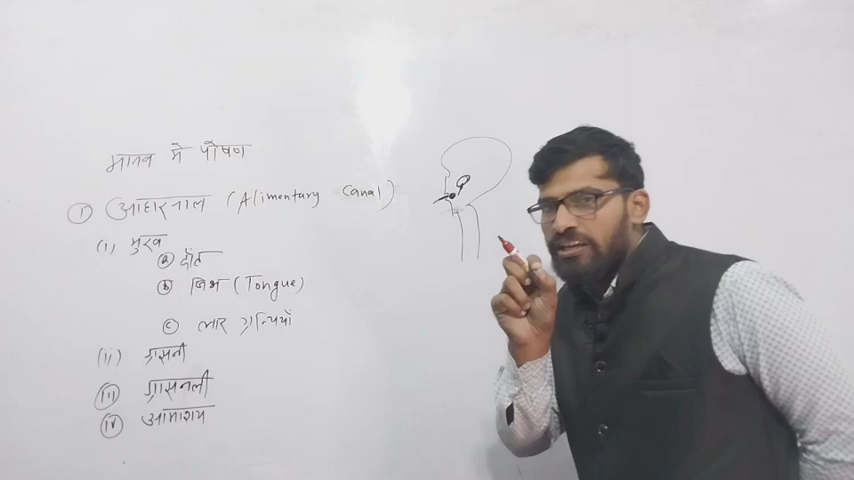 मानव में पोषण
① आहारनाल (Alimentary Canal)
(i) मुख
ⓐ दाँत
ⓑ जिभ (Tongue)
ⓒ लार ग्रन्थियाँ
(ii) ग्रसनी
(iii) ग्रासनली
(iv) आमाशय